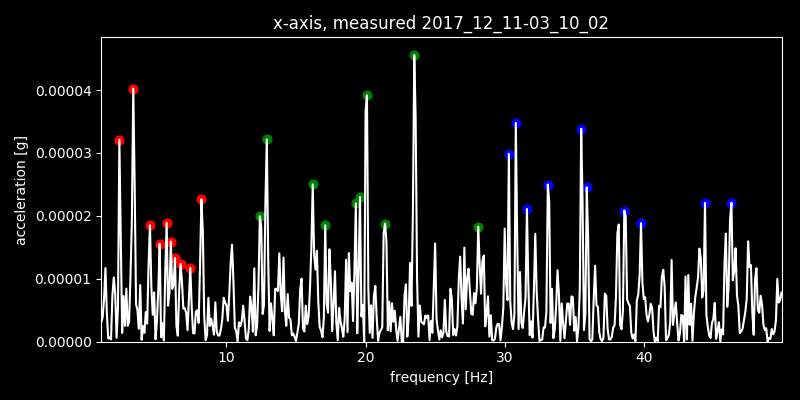 x-axis, measured 2017_12_11-03_10_02
acceleration [g]
0.00004
0.00003
0.00002
0.00001
0.00000
10 20 30 40
frequency [Hz]